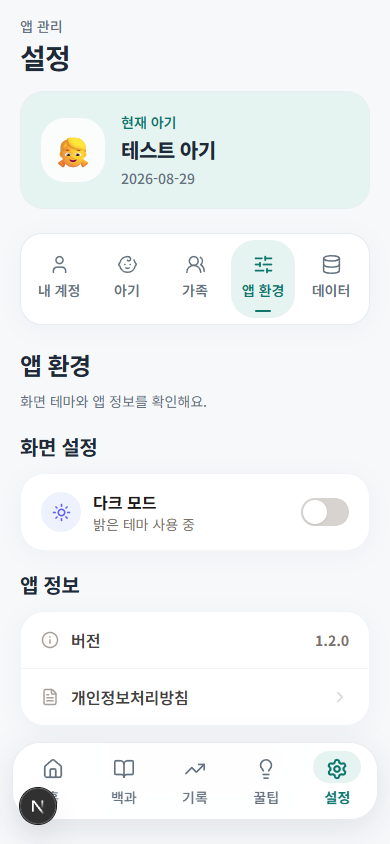 앱 관리
설정
현재 아기
테스트 아기
2026-08-29
내 계정
아기
가족
앱 환경
데이터
앱 환경
화면 테마와 앱 정보를 확인해요.
화면 설정
다크 모드
밝은 테마 사용 중
앱 정보
버전
1.2.0
개인정보처리방침
백과
기록
꿀팁
설정
N